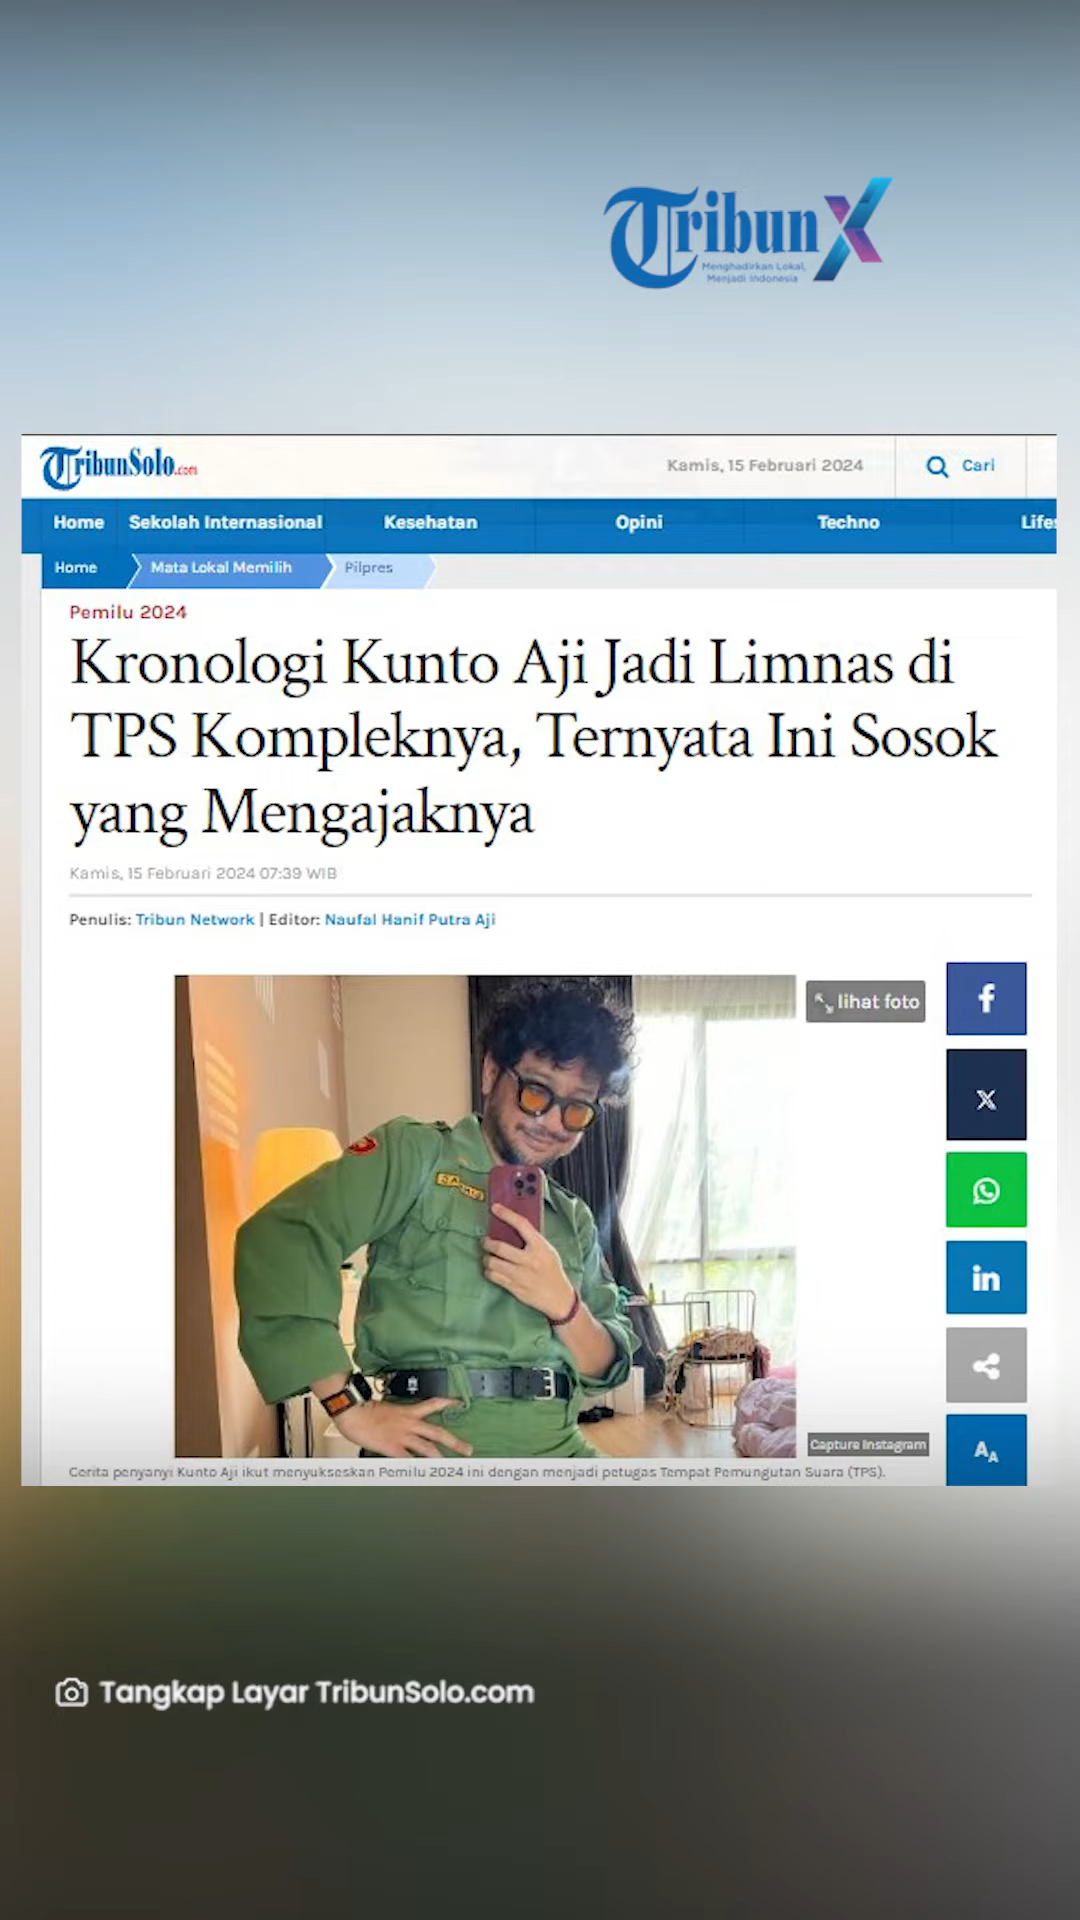 TribunX
Menghadirkan Lokal,
Menjadi Indonesia
TribunSolo.com
Kamis, 15 Februari 2024
Cari
Home Sekolah Internasional Kesehatan Opini Techno Lifes
Home Mata Lokal Memilih Pilpres
Pemilu 2024
Kronologi Kunto Aji Jadi Limnas di
TPS Kompleknya, Ternyata Ini Sosok
yang Mengajaknya
Kamis, 15 Februari 2024 07:39 WIB
Penulis: Tribun Network | Editor: Naufal Hanif Putra Aji
lihat foto
f
X
in
Capture Instagram
AA
Cerita penyanyi Kunto Aji ikut menyukseskan Pemilu 2024 ini dengan menjadi petugas Tempat Pemungutan Suara (TPS).
Tangkap Layar TribunSolo.com